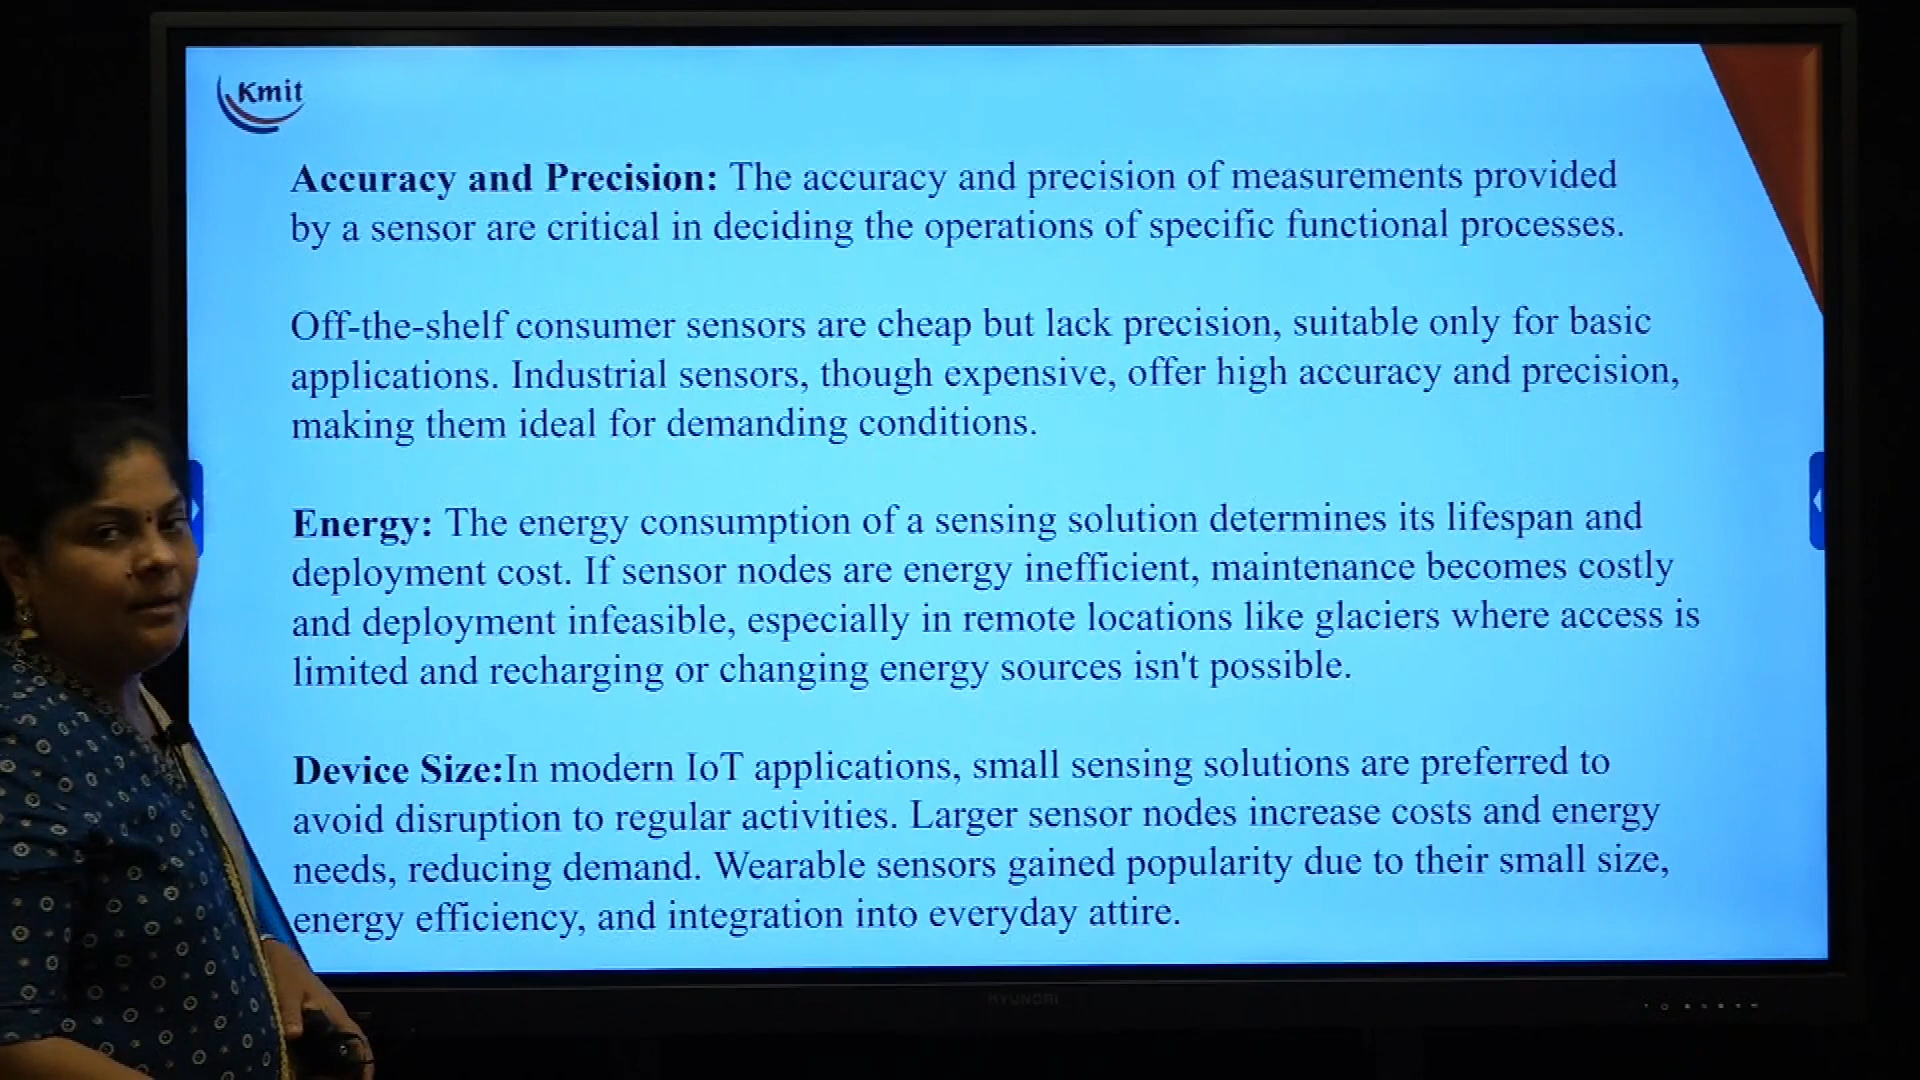 Kmit
Accuracy and Precision: The accuracy and precision of measurements provided
by a sensor are critical in deciding the operations of specific functional processes.
Off-the-shelf consumer sensors are cheap but lack precision, suitable only for basic
applications. Industrial sensors, though expensive, offer high accuracy and precision,
making them ideal for demanding conditions.
Energy: The energy consumption of a sensing solution determines its lifespan and
deployment cost. If sensor nodes are energy inefficient, maintenance becomes costly
and deployment infeasible, especially in remote locations like glaciers where access is
limited and recharging or changing energy sources isn't possible.
Device Size:In modern IoT applications, small sensing solutions are preferred to
avoid disruption to regular activities. Larger sensor nodes increase costs and energy
needs, reducing demand. Wearable sensors gained popularity due to their small size,
energy efficiency, and integration into everyday attire.
HYUNDAI